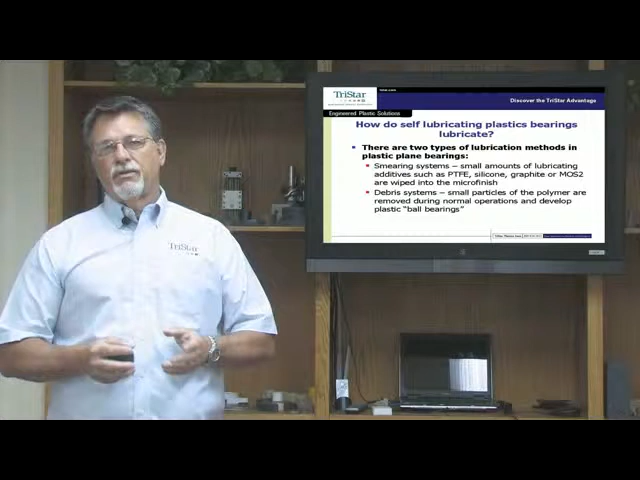 TriStar
Discover the TriStar Advantage
Engineered Plastic Solutions
How do self lubricating plastics bearings
lubricate?
There are two types of lubrication methods in
plastic plane bearings:
Smearing systems – small amounts of lubricating
additives such as PTFE, silicone, graphite or MOS2
are wiped into the microfinish
Debris systems – small particles of the polymer are
removed during normal operations and develop
plastic “ball bearings”
TriStar